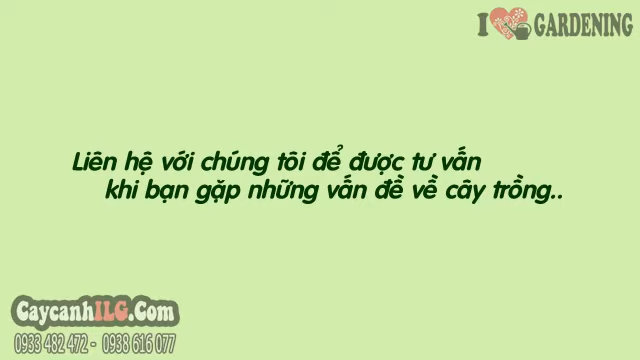 I GARDENING
Liên hệ với chúng tôi để được tư vấn
khi bạn gặp những vấn đề về cây trồng..
CaycanhILG.Com
0933 482 472 - 0938 616 077